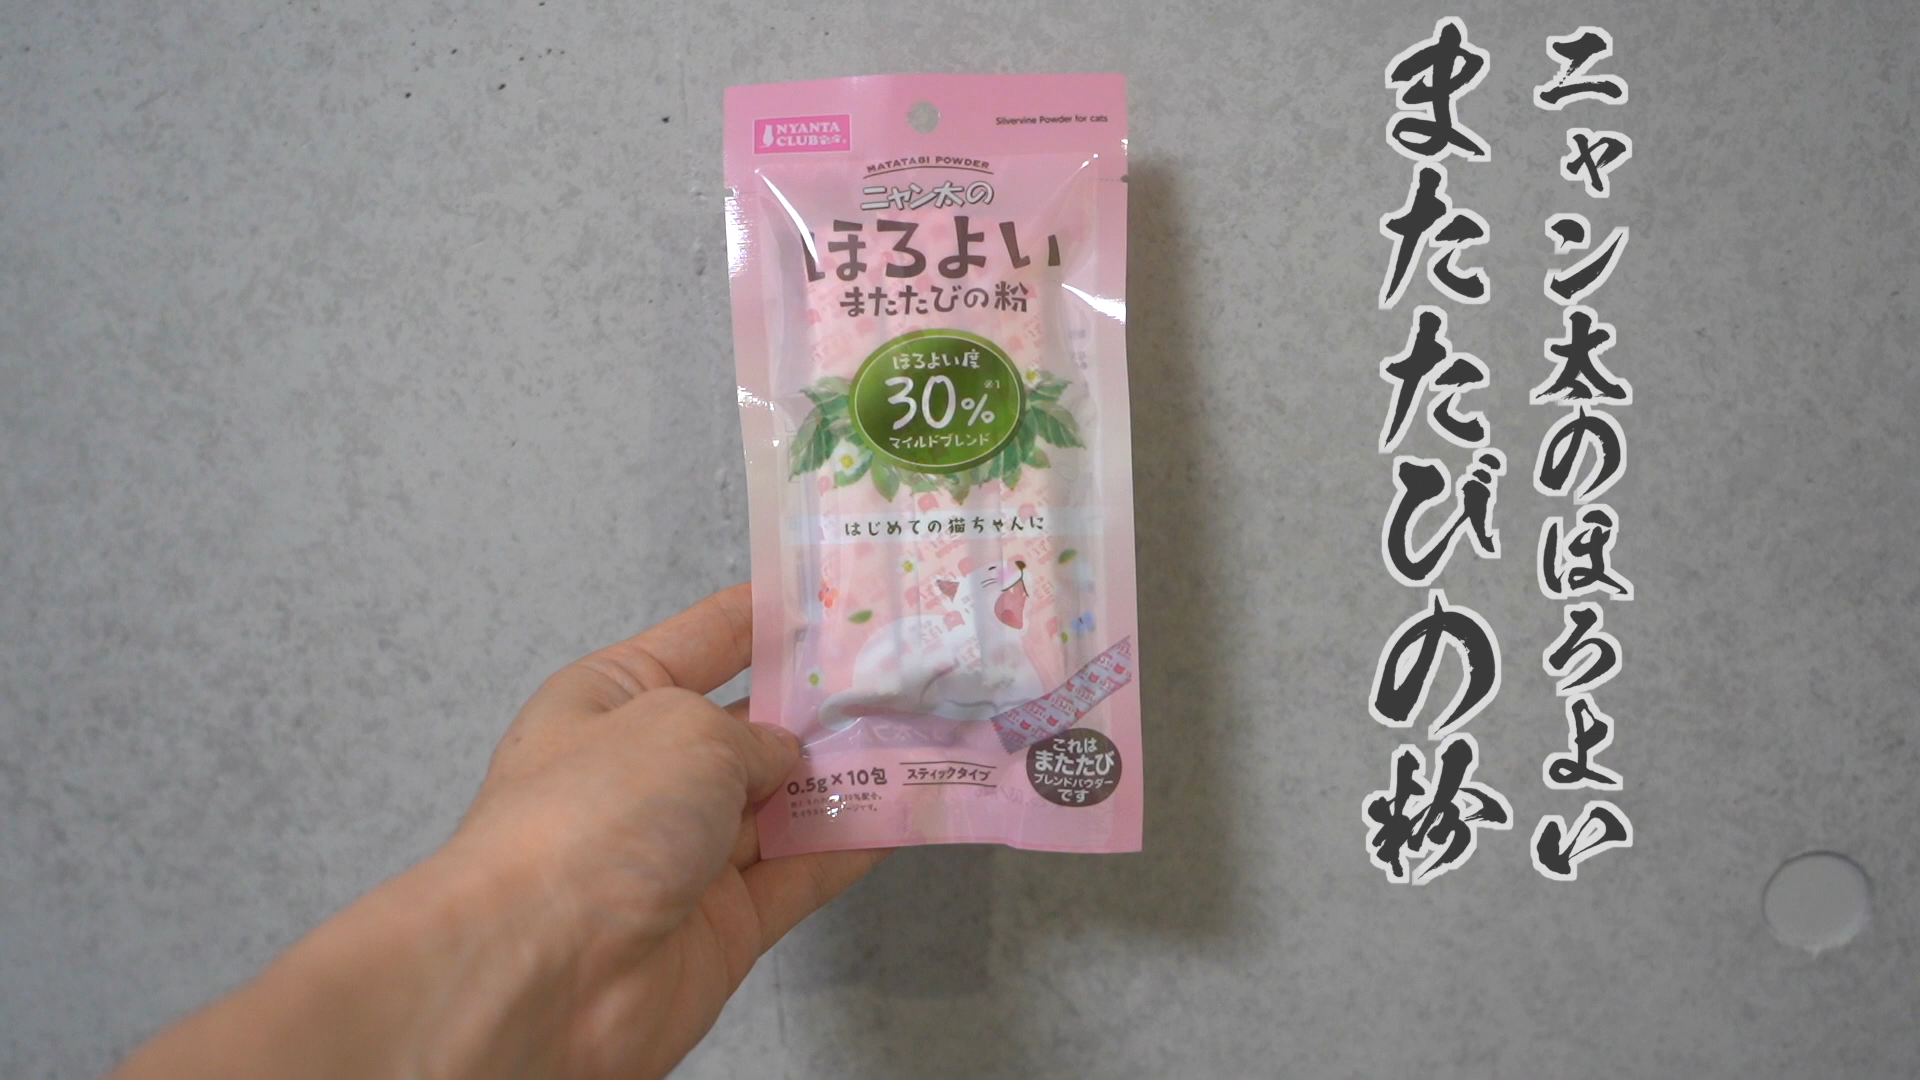 ニャン太のほろよい
またたびの粉
NYANTA
CLUB
Silvervine Powder for cats
MATATABI POWDER
ニャン太の
ほろよい
またたびの粉
ほろよい度
30%
※1
マイルドブレンド
はじめての猫ちゃんに
0.5g×10包
スティックタイプ
これは
またたび
ブレンドパウダー
です